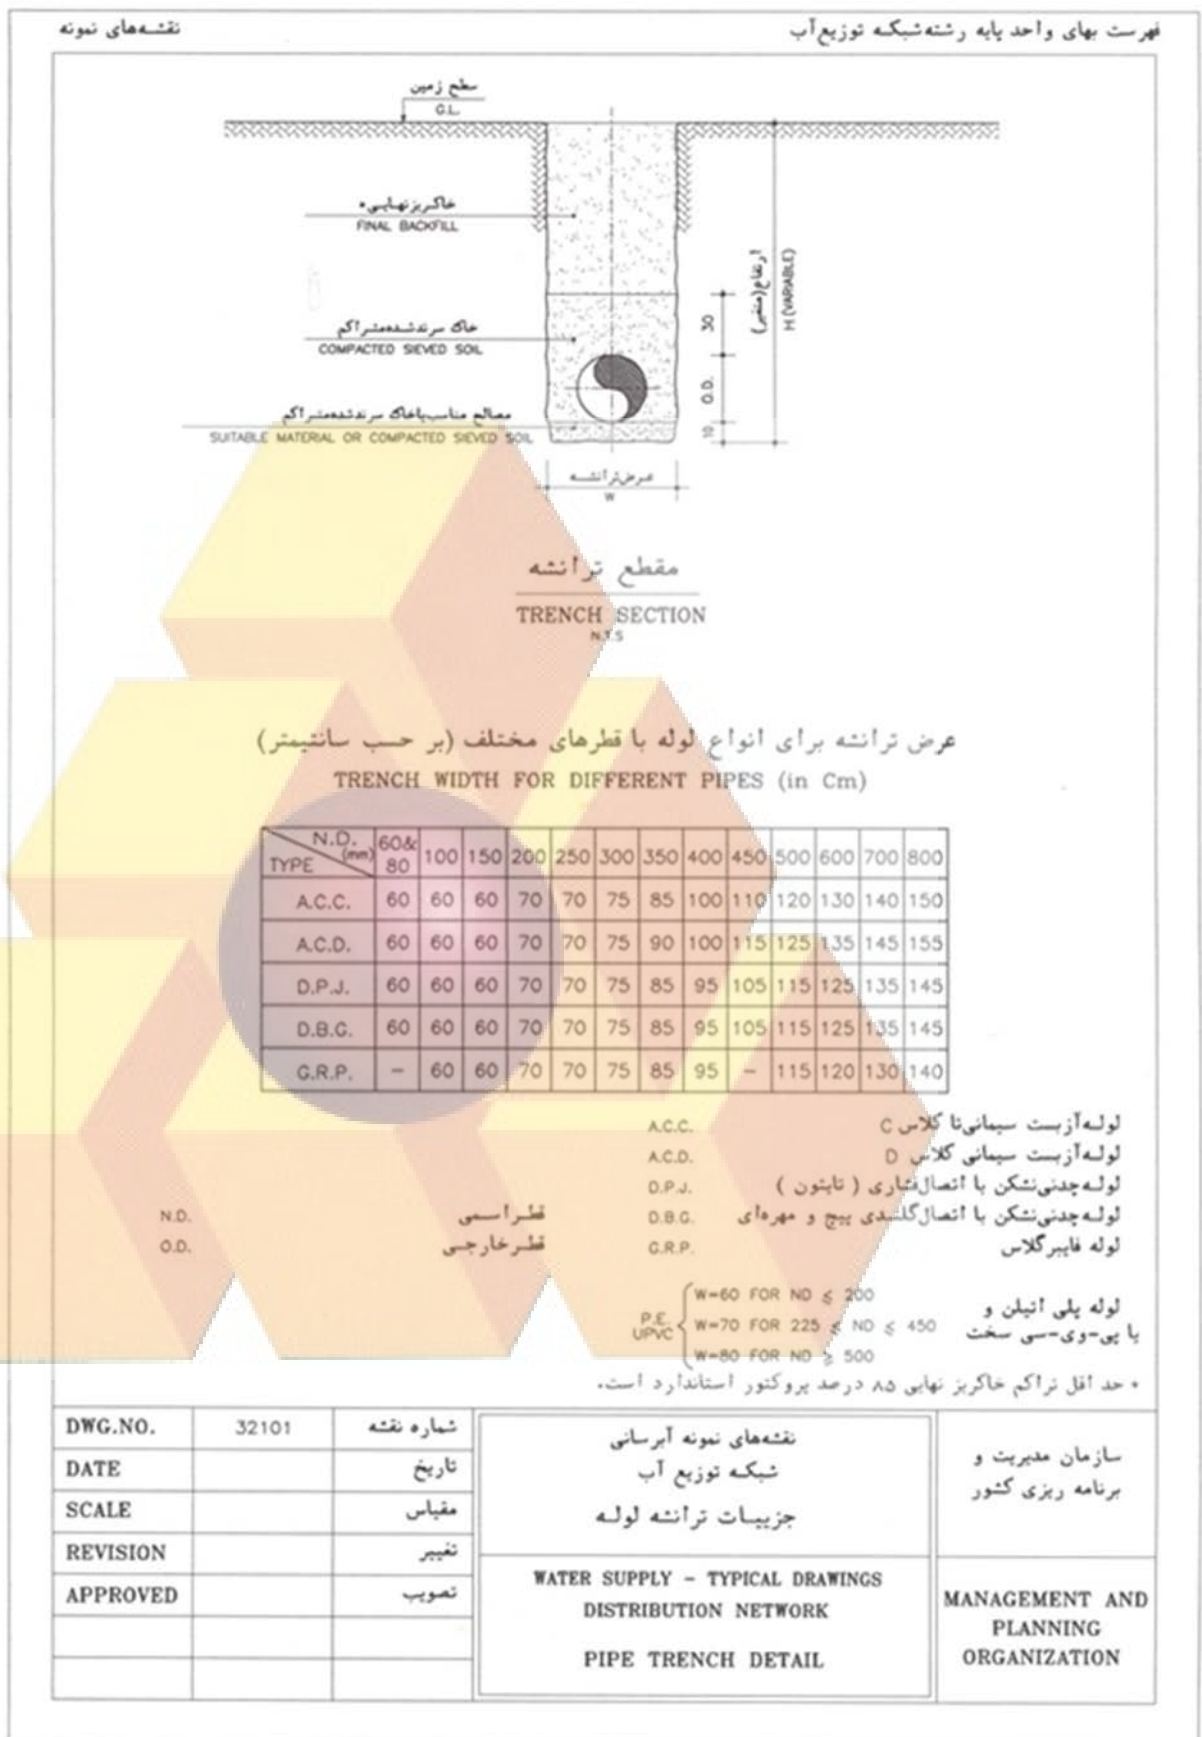 فهرست بهای واحد پایه رشته شبکه توزیع آب
نقشه‌های نمونه
سطح زمین
G.L.
خاکریز نهایی*
FINAL BACKFILL
خاک سرند شده متراکم
COMPACTED SIEVED SOIL
مصالح مناسب یا خاک سرند شده متراکم
SUITABLE MATERIAL OR COMPACTED SIEVED SOIL
30
O.D.
10
ارتفاع (متغیر)
H (VARIABLE)
عرض ترانشه
W
مقطع ترانشه
TRENCH SECTION
N.T.S
عرض ترانشه برای انواع لوله با قطرهای مختلف (بر حسب سانتیمتر)
TRENCH WIDTH FOR DIFFERENT PIPES (in Cm)
TYPE N.D. (mm) 60& 80 100 150 200 250 300 350 400 450 500 600 700 800
A.C.C. 60 60 60 70 70 75 85 100 110 120 130 140 150
A.C.D. 60 60 60 70 70 75 90 100 115 125 135 145 155
D.P.J. 60 60 60 70 70 75 85 95 105 115 125 135 145
D.B.G. 60 60 60 70 70 75 85 95 105 115 125 135 145
G.R.P. – 60 60 70 70 75 85 95 – 115 120 130 140
لوله آزبست سیمانی تا کلاس C A.C.C.
لوله آزبست سیمانی کلاس D A.C.D.
لوله چدنی نشکن با اتصال فشاری ( تایتون ) D.P.J.
لوله چدنی نشکن با اتصال گلندی پیچ و مهره‌ای D.B.G.
لوله فایبرگلاس G.R.P.
قطر اسمی N.D.
قطر خارجی O.D.
لوله پلی اتیلن و
یا پی-وی-سی سخت
P.E.
UPVC
W=60 FOR ND ≤ 200
W=70 FOR 225 ≤ ND ≤ 450
W=80 FOR ND ≥ 500
* حد اقل تراکم خاکریز نهایی ۸۵ درصد پروکتور استاندارد است.
DWG.NO. 32101 شماره نقشه
DATE تاریخ
SCALE مقیاس
REVISION تغییر
APPROVED تصویب
نقشه‌های نمونه آبرسانی
شبکه توزیع آب
جزییات ترانشه لوله
WATER SUPPLY – TYPICAL DRAWINGS
DISTRIBUTION NETWORK
PIPE TRENCH DETAIL
سازمان مدیریت و
برنامه ریزی کشور
MANAGEMENT AND
PLANNING
ORGANIZATION